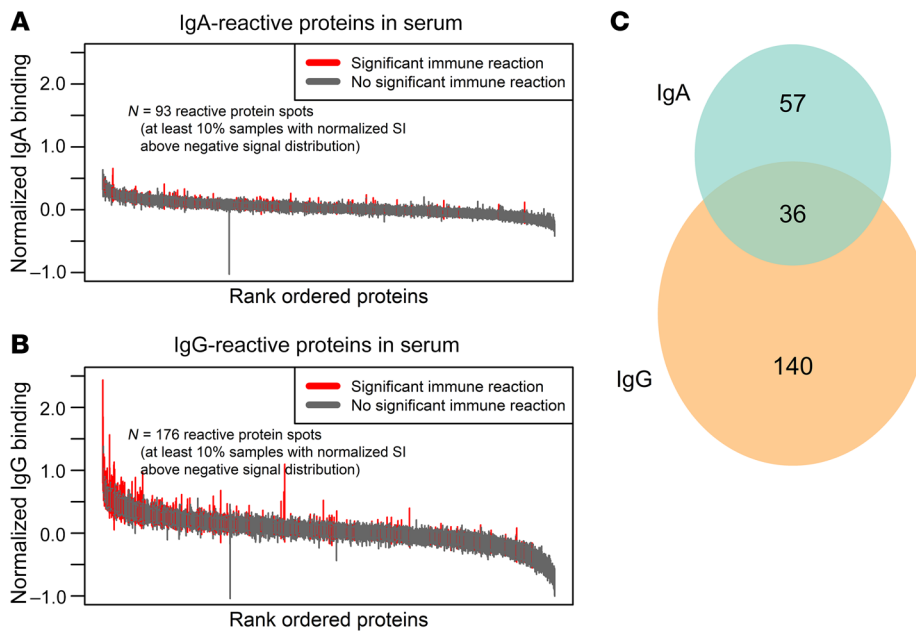 A
IgA-reactive proteins in serum
Significant immune reaction
No significant immune reaction
N = 93 reactive protein spots
(at least 10% samples with normalized SI
above negative signal distribution)
Normalized IgA binding
2.0
1.0
0.0
–1.0
Rank ordered proteins
B
IgG-reactive proteins in serum
Significant immune reaction
No significant immune reaction
N = 176 reactive protein spots
(at least 10% samples with normalized SI
above negative signal distribution)
Normalized IgG binding
2.0
1.0
0.0
–1.0
Rank ordered proteins
C
IgA
57
36
IgG
140